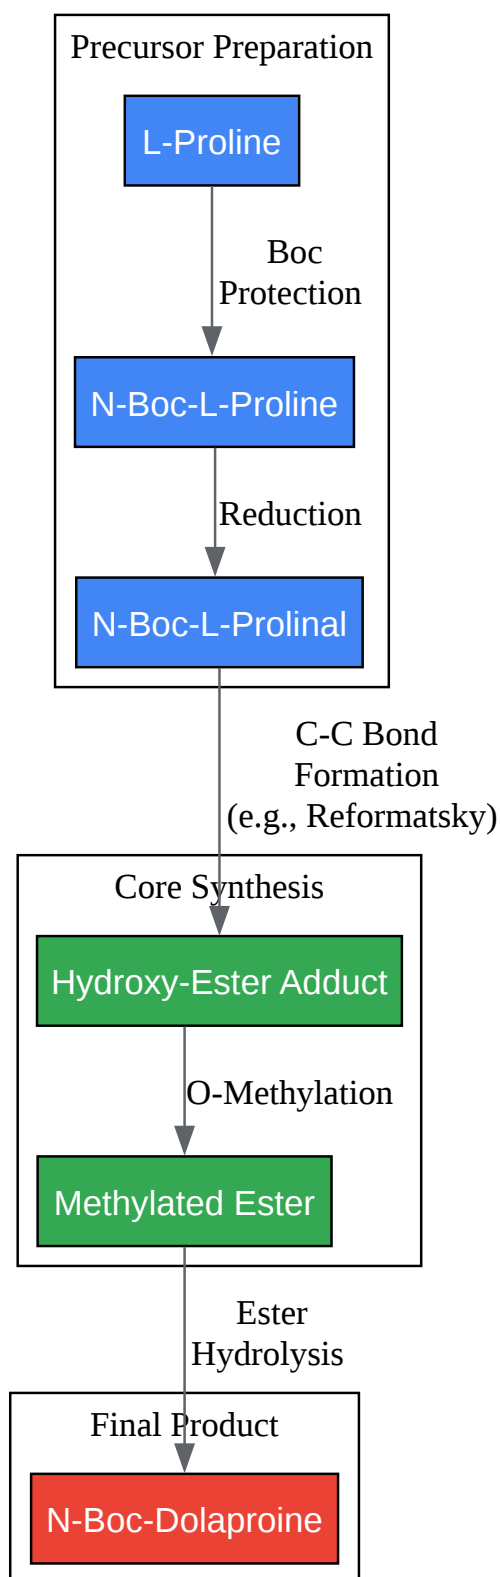 Precursor Preparation
L-Proline
Boc
Protection
N-Boc-L-Proline
Reduction
N-Boc-L-Prolinal
C-C Bond
Formation
(e.g., Reformatsky)
Core Synthesis
Hydroxy-Ester Adduct
O-Methylation
Methylated Ester
Ester
Hydrolysis
Final Product
N-Boc-Dolaproine